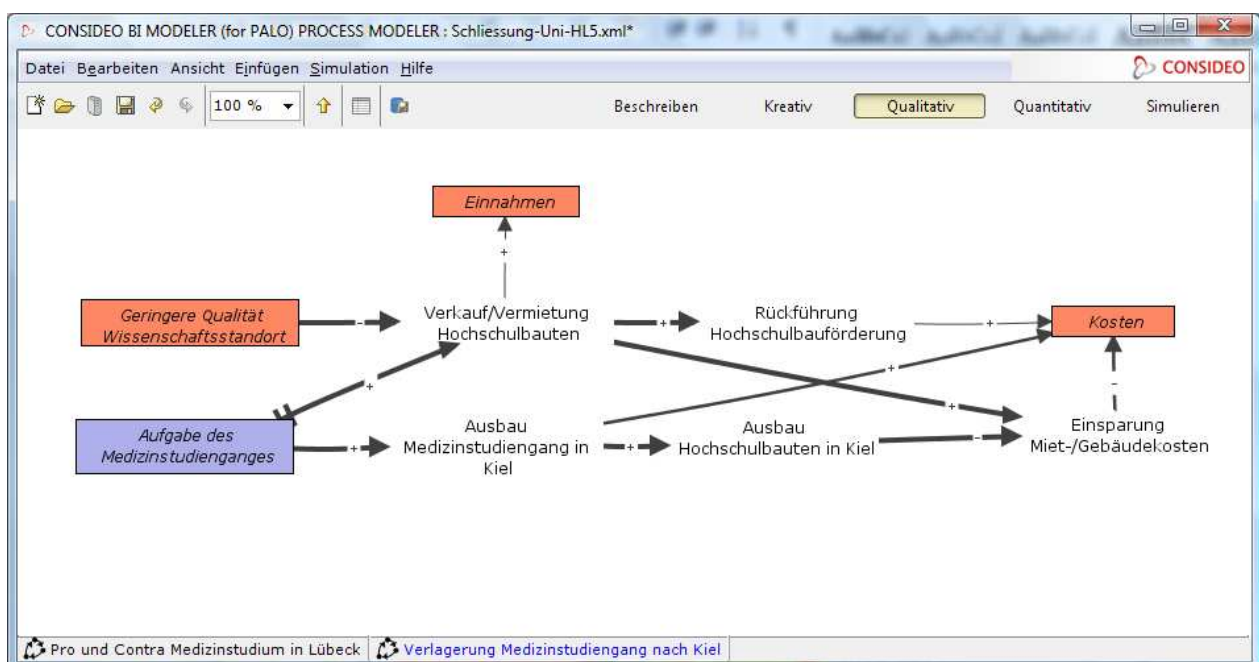 CONSIDEO BI MODELER (for PALO) PROCESS MODELER : Schliessung-Uni-HL5.xml*
Datei Bearbeiten Ansicht Einfügen Simulation Hilfe
CONSIDEO
100 %
Beschreiben Kreativ Qualitativ Quantitativ Simulieren
Einnahmen
+
Geringere Qualität
Wissenschaftsstandort
-
Verkauf/Vermietung
Hochschulbauten
+
Rückführung
Hochschulbauförderung
+
Kosten
+
+
+
-
Aufgabe des
Medizinstudienganges
+
Ausbau
Medizinstudiengang in
Kiel
+
Ausbau
Hochschulbauten in Kiel
-
Einsparung
Miet-/Gebäudekosten
Pro und Contra Medizinstudium in Lübeck
Verlagerung Medizinstudiengang nach Kiel